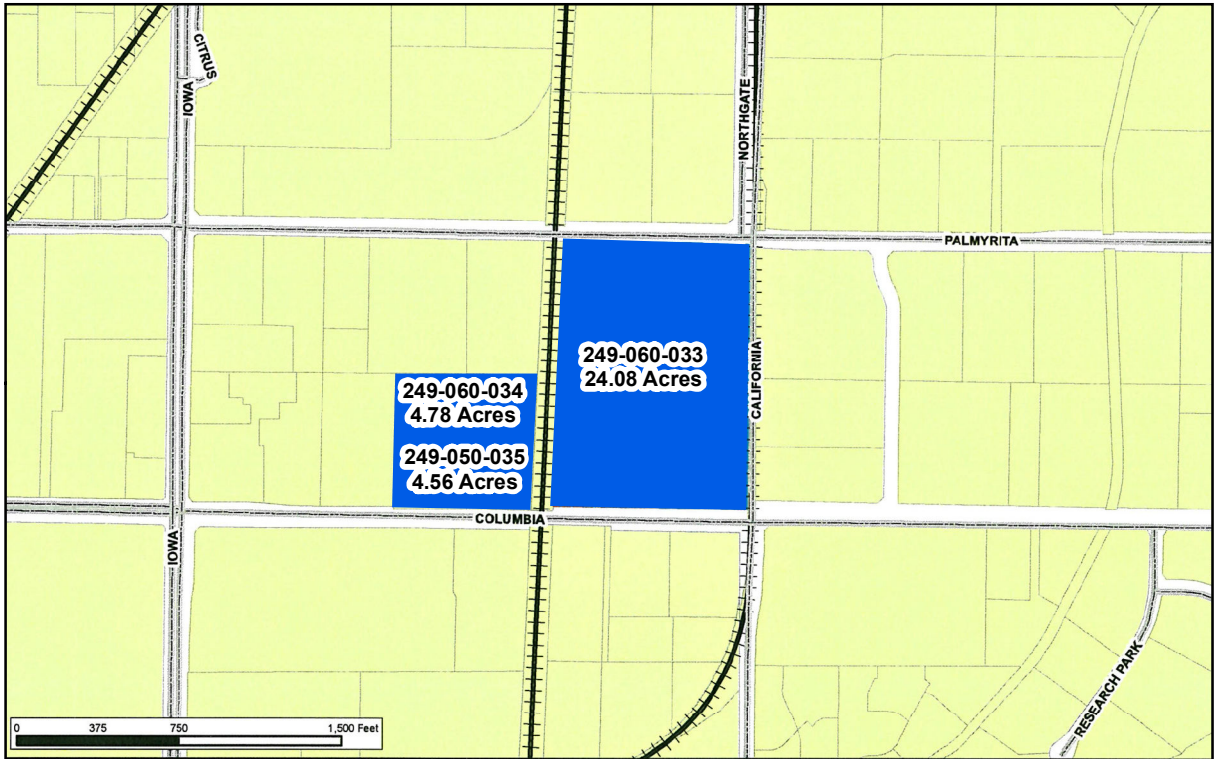 CITRUS
IOWA
NORTHGATE
PALMYRITA
249-060-033
24.08 Acres
CALIFORNIA
249-060-034
4.78 Acres
249-050-035
4.56 Acres
COLUMBIA
IOWA
RESEARCH PARK
0 375 750 1,500 Feet